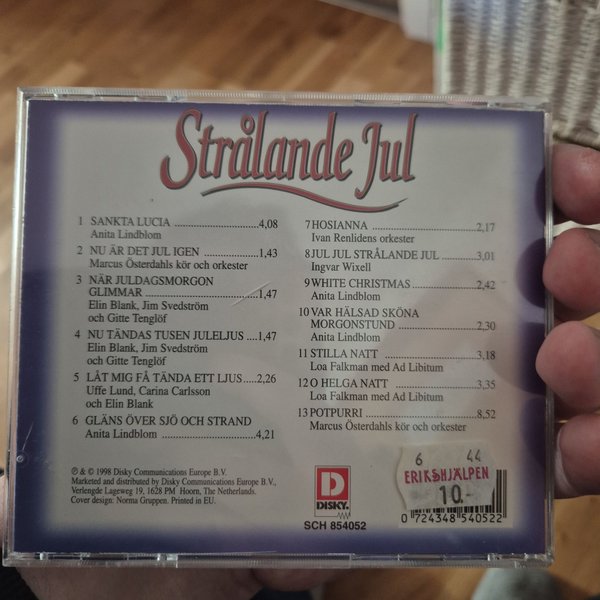 Strålande Jul
1 SANKTA LUCIA ........................4,08
Anita Lindblom
2 NU ÄR DET JUL IGEN ...............1,43
Marcus Österdahls kör och orkester
3 NÄR JULDAGSMORGON
GLIMMAR ..............................1,47
Elin Blank, Jim Svedström
och Gitte Tenglöf
4 NU TÄNDAS TUSEN JULELJUS ....1,47
Elin Blank, Jim Svedström
och Gitte Tenglöf
5 LÅT MIG FÅ TÄNDA ETT LJUS .....2,26
Uffe Lund, Carina Carlsson
och Elin Blank
6 GLÄNS ÖVER SJÖ OCH STRAND
Anita Lindblom ..........................4,21
7 HOSIANNA ..............................2,17
Ivan Renlidens orkester
8 JUL JUL STRÅLANDE JUL ..........3,01
Ingvar Wixell
9 WHITE CHRISTMAS .................2,42
Anita Lindblom
10 VAR HÄLSAD SKÖNA
MORGONSTUND ....................2,30
Anita Lindblom
11 STILLA NATT ..........................3,18
Loa Falkman med Ad Libitum
12 O HELGA NATT ......................3,35
Loa Falkman med Ad Libitum
13 POTPURRI ..............................8,52
Marcus Österdahls kör och orkester
℗ & © 1998 Disky Communications Europe B.V.
Marketed and distributed by Disky Communications Europe B.V.,
Verlengde Lageweg 19, 1628 PM Hoorn, The Netherlands.
Cover design: Norma Gruppen. Printed in EU.
D
DISKY
SCH 854052
6 44
ERIKSHJÄLPEN
10.-
0 724348 540522